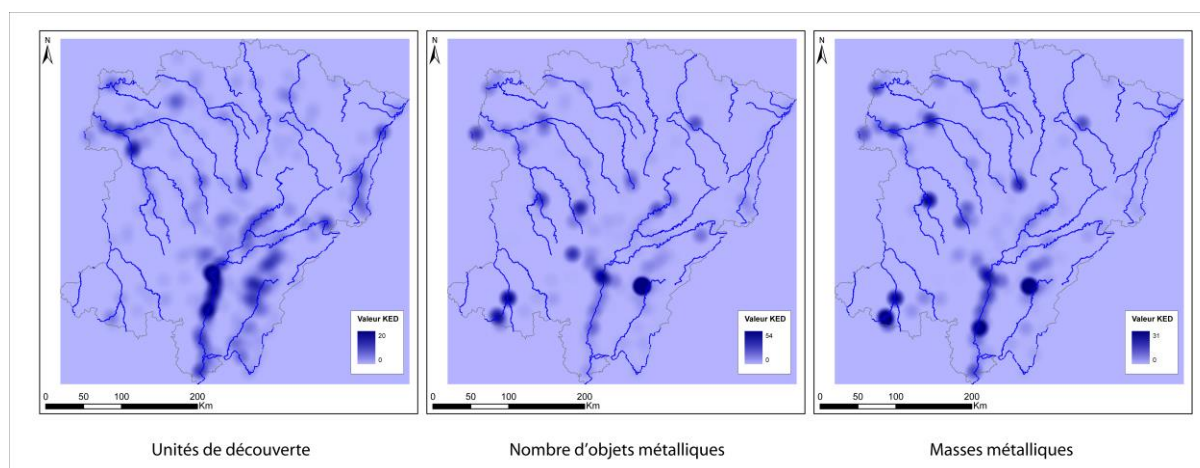 N
Valeur KED
20
0
0 50 100 200
Km
Unités de découverte
N
Valeur KED
54
0
0 50 100 200
Km
Nombre d'objets métalliques
N
Valeur KED
31
0
0 50 100 200
Km
Masses métalliques